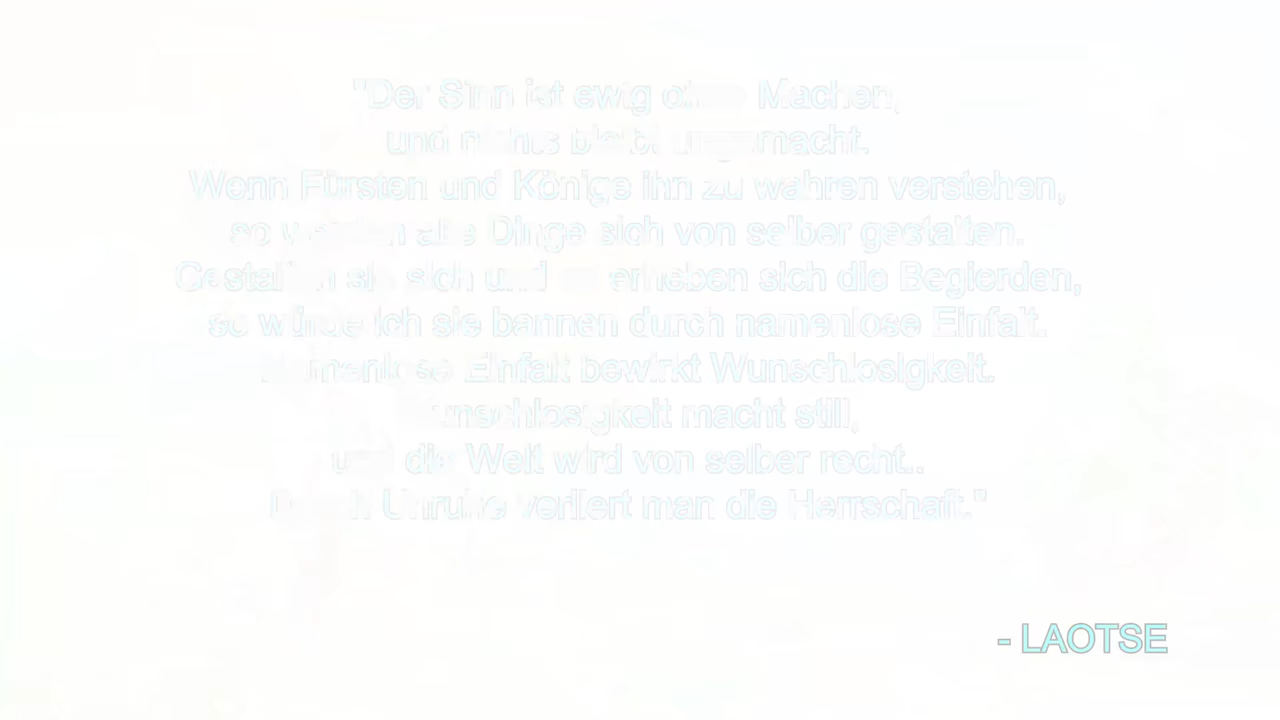 "Der Sinn ist ewig ohne Machen,
und nichts bleibt ungemacht.
Wenn Fürsten und Könige ihn zu wahren verstehen,
so werden alle Dinge sich von selber gestalten.
Gestalten sie sich und es erheben sich die Begierden,
so würde ich sie bannen durch namenlose Einfalt.
Namenlose Einfalt bewirkt Wunschlosigkeit.
Wunschlosigkeit macht still,
und die Welt wird von selber recht..
Durch Unruhe verliert man die Herrschaft."
- LAOTSE